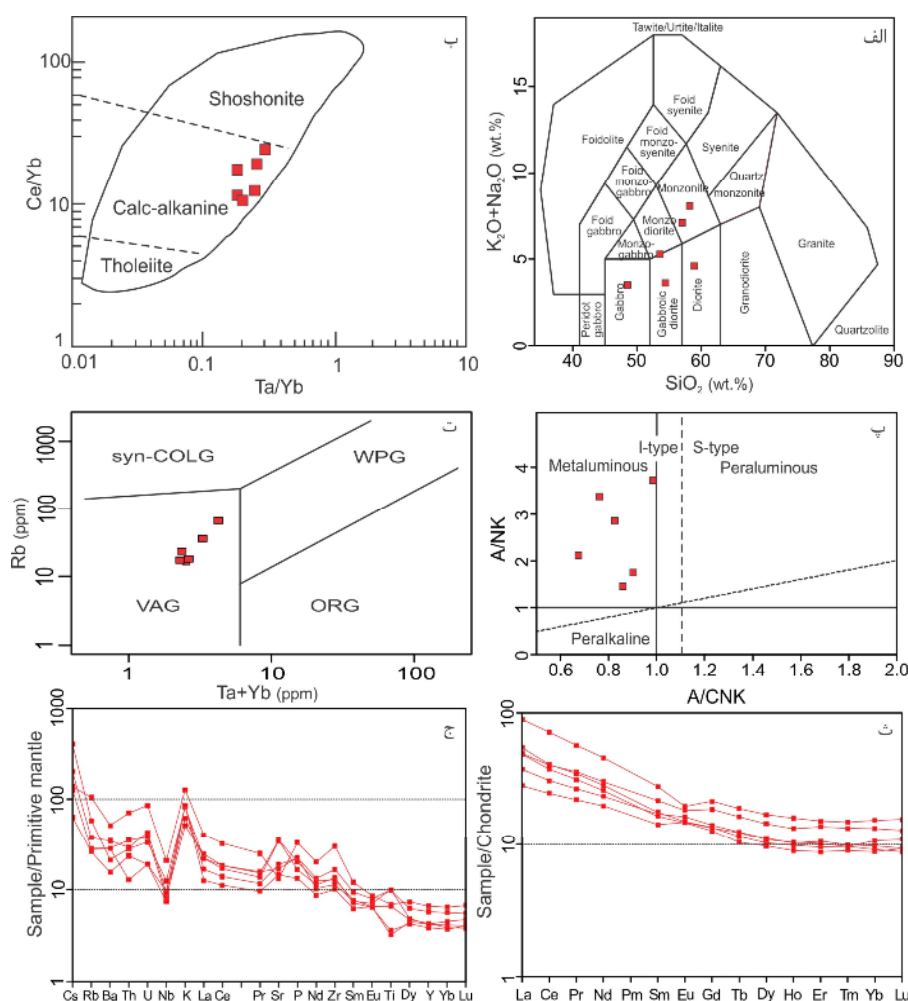 ب
Shoshonite
Calc-alkanine
Tholeiite
Ce/Yb
100
10
1
0.01
0.1
1
10
Ta/Yb
الف
Tawite/Urtite/Italite
Foid
syenite
Foidolite
Foid
monzo-
syenite
Syenite
Foid
monzo-
gabbro
Monzonite
Quartz
monzonite
Foid
gabbro
Monzo
diorite
Monzo-
gabbro
Granite
Peridot
gabbro
Gabbro
Gabbroic
diorite
Diorite
Granodiorite
Quartzolite
K₂O+Na₂O (wt.%)
15
10
5
0
40
50
60
70
80
90
SiO₂ (wt.%)
ت
syn-COLG
WPG
VAG
ORG
Rb (ppm)
1000
100
10
1
1
10
100
Ta+Yb (ppm)
پ
I-type
S-type
Metaluminous
Peraluminous
Peralkaline
A/NK
4
3
2
1
0
0.6
0.8
1.0
1.2
1.4
1.6
1.8
2.0
A/CNK
ج
Sample/Primitive mantle
1000
100
10
1
Cs Rb Ba Th U Nb K La Ce Pr Sr P Nd Zr Sm Eu Ti Dy Y Yb Lu
ث
Sample/Chondrite
100
10
1
La Ce Pr Nd Pm Sm Eu Gd Tb Dy Ho Er Tm Yb Lu